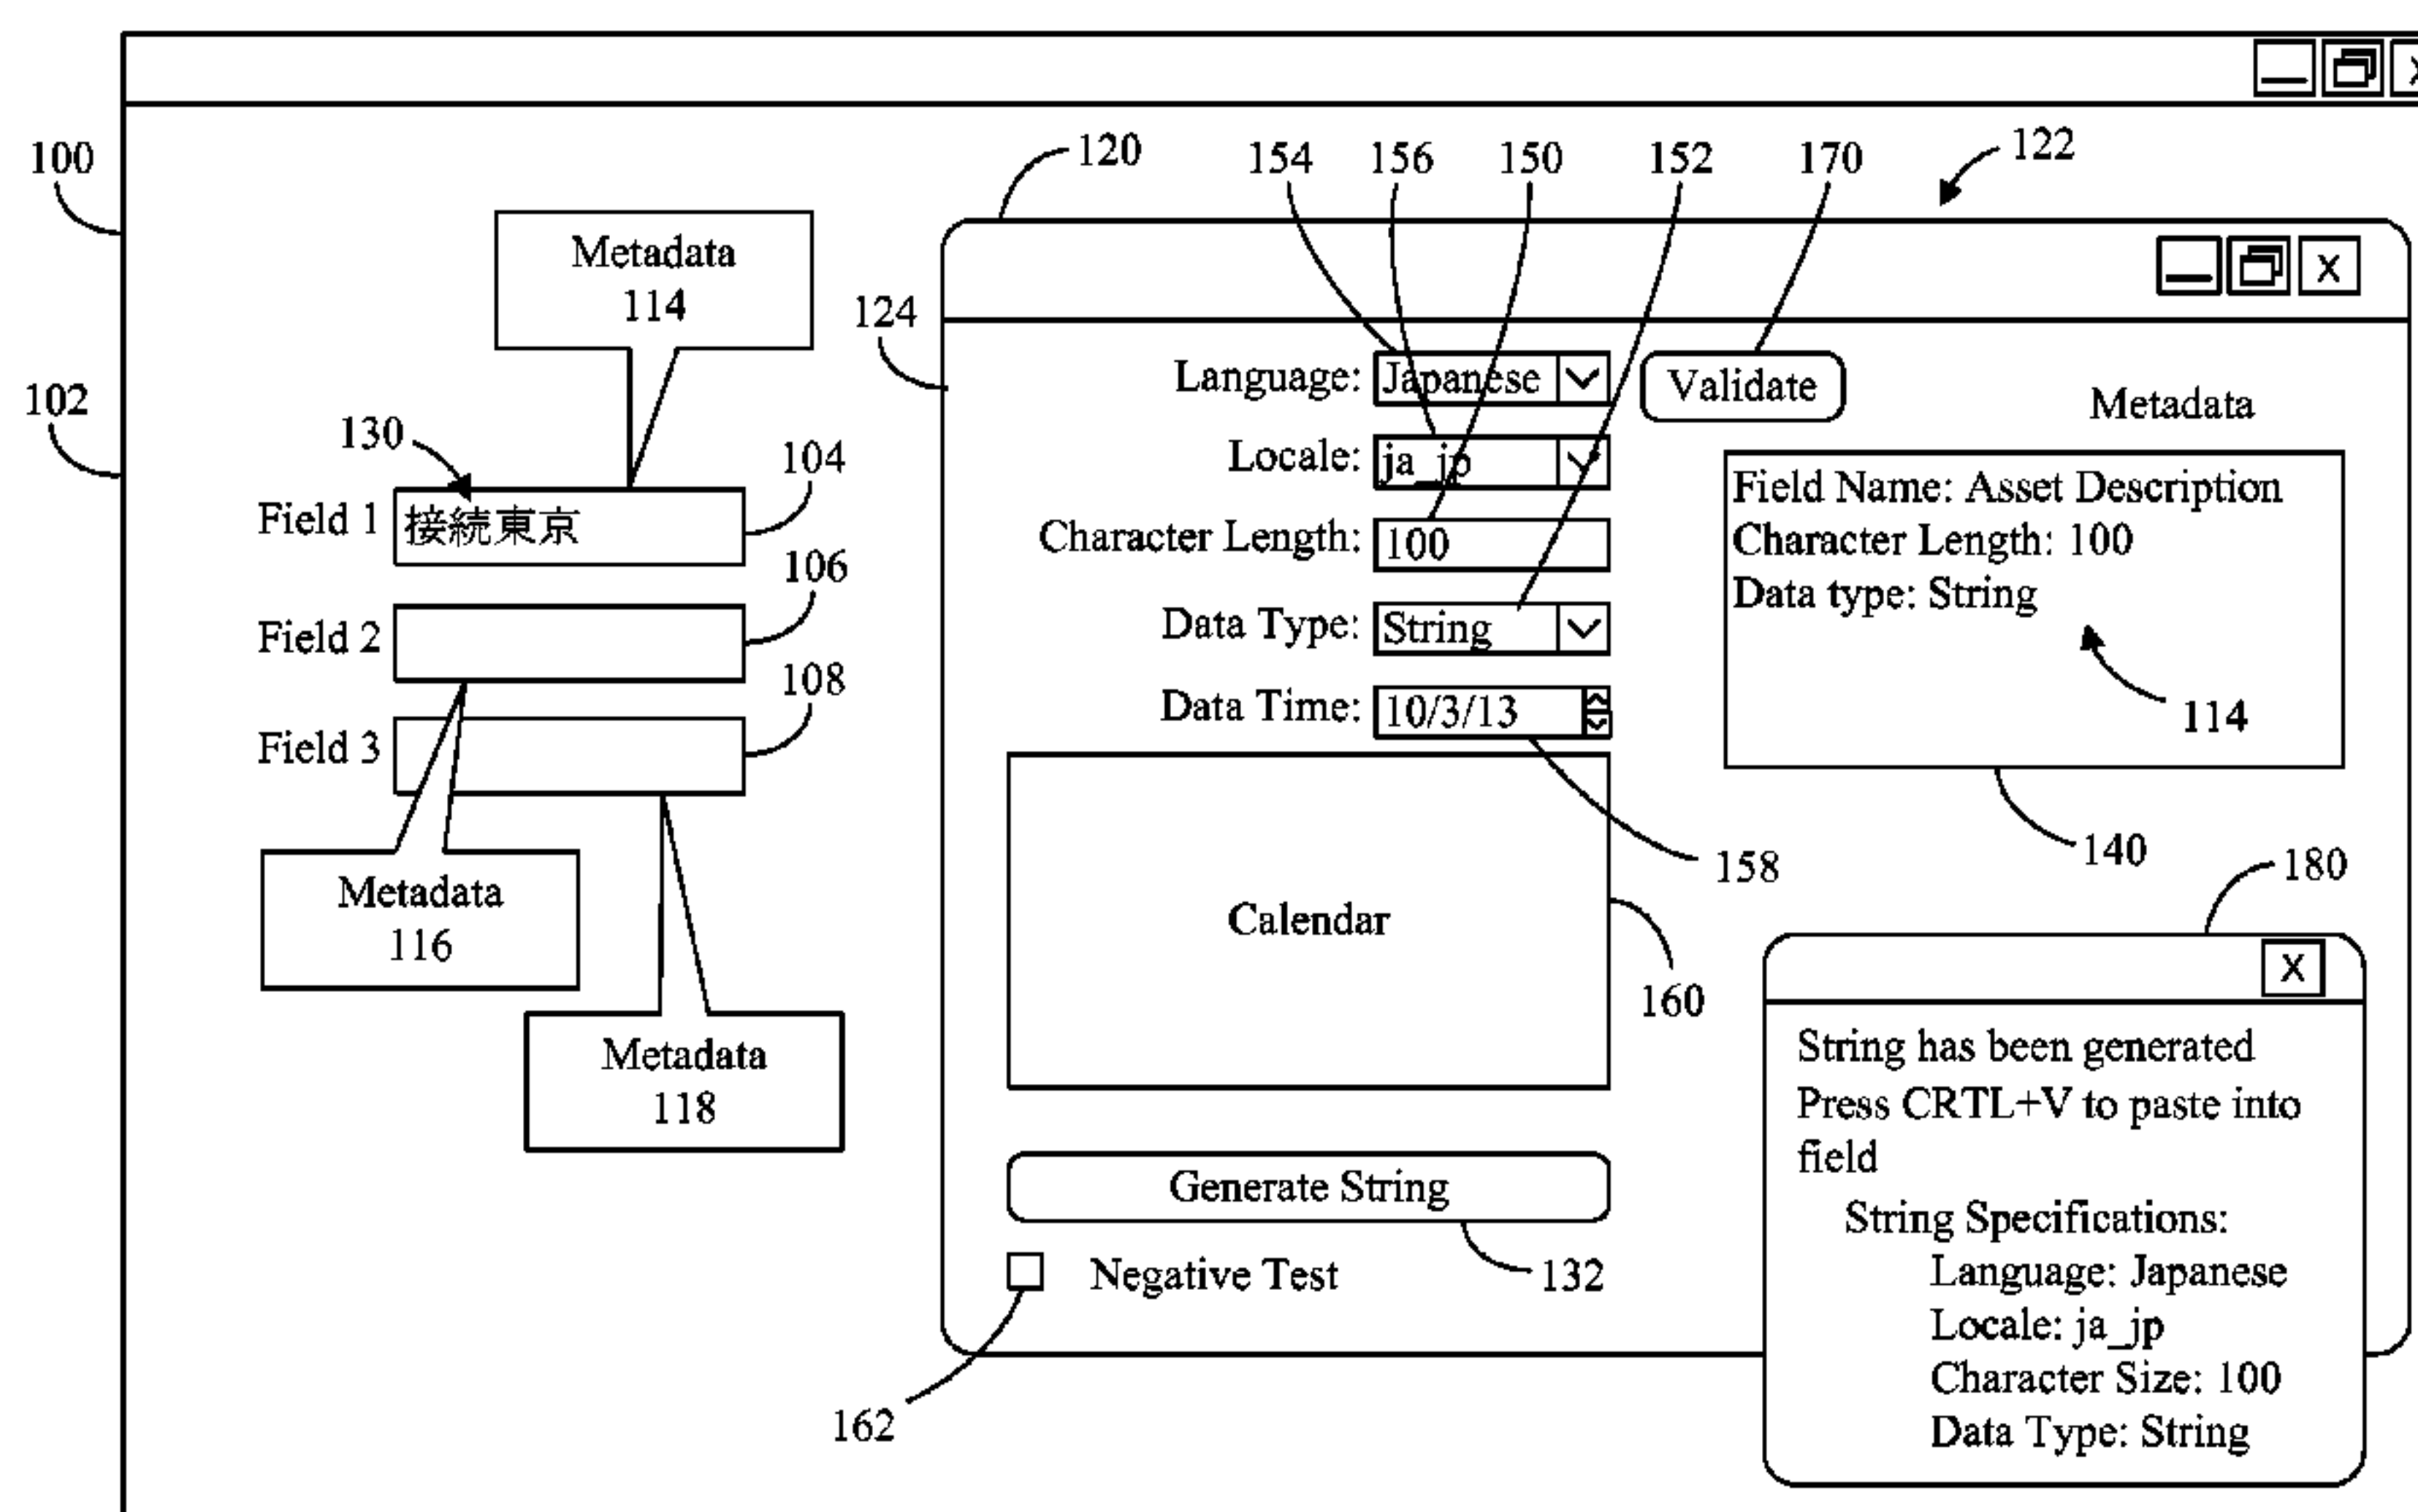 100
102
Metadata
114
130
Field 1
接続東京
104
Field 2
106
Field 3
108
Metadata
116
Metadata
118
120
154
156
150
152
170
122
124
X
X
Language: Japanese
Validate
Locale: ja_jp
Character Length: 100
Data Type: String
Data Time: 10/3/13
158
Calendar
160
Generate String
132
Negative Test
162
Metadata
Field Name: Asset Description
Character Length: 100
Data type: String
114
140
180
X
String has been generated
Press CRTL+V to paste into
field
String Specifications:
Language: Japanese
Locale: ja_jp
Character Size: 100
Data Type: String